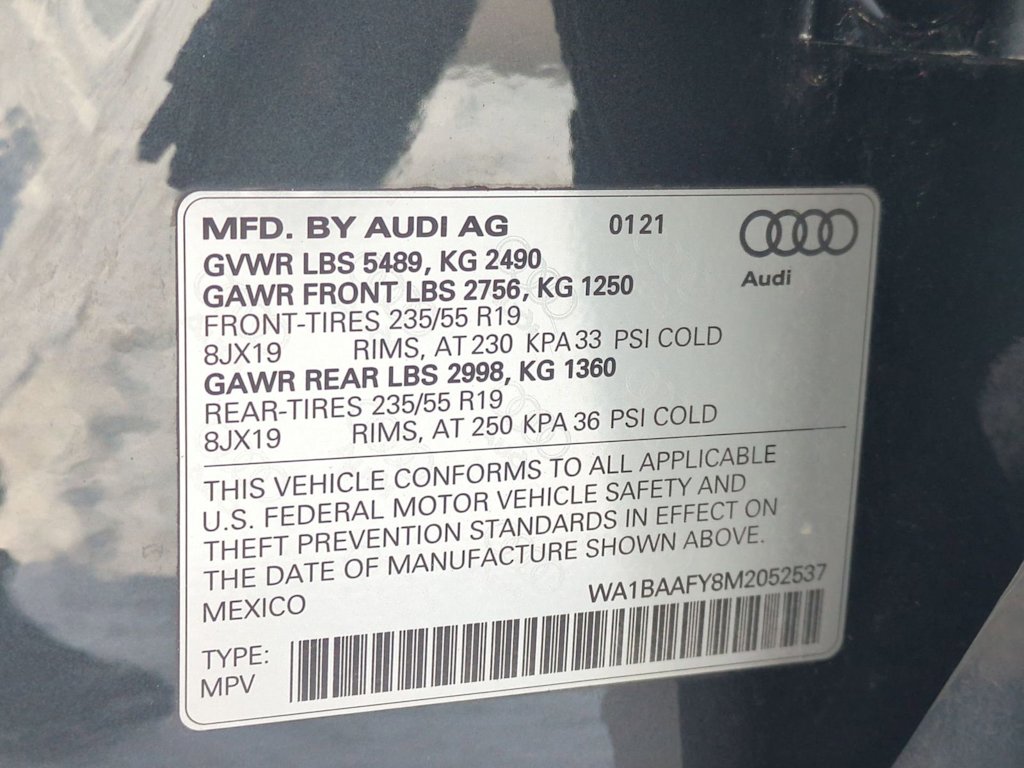 MFD. BY AUDI AG 0121
Audi
GVWR LBS 5489, KG 2490
GAWR FRONT LBS 2756, KG 1250
FRONT-TIRES 235/55 R19
8JX19 RIMS, AT 230 KPA 33 PSI COLD
GAWR REAR LBS 2998, KG 1360
REAR-TIRES 235/55 R19
8JX19 RIMS, AT 250 KPA 36 PSI COLD
THIS VEHICLE CONFORMS TO ALL APPLICABLE
U.S. FEDERAL MOTOR VEHICLE SAFETY AND
THEFT PREVENTION STANDARDS IN EFFECT ON
THE DATE OF MANUFACTURE SHOWN ABOVE.
MEXICO WA1BAAFY8M2052537
TYPE:
MPV